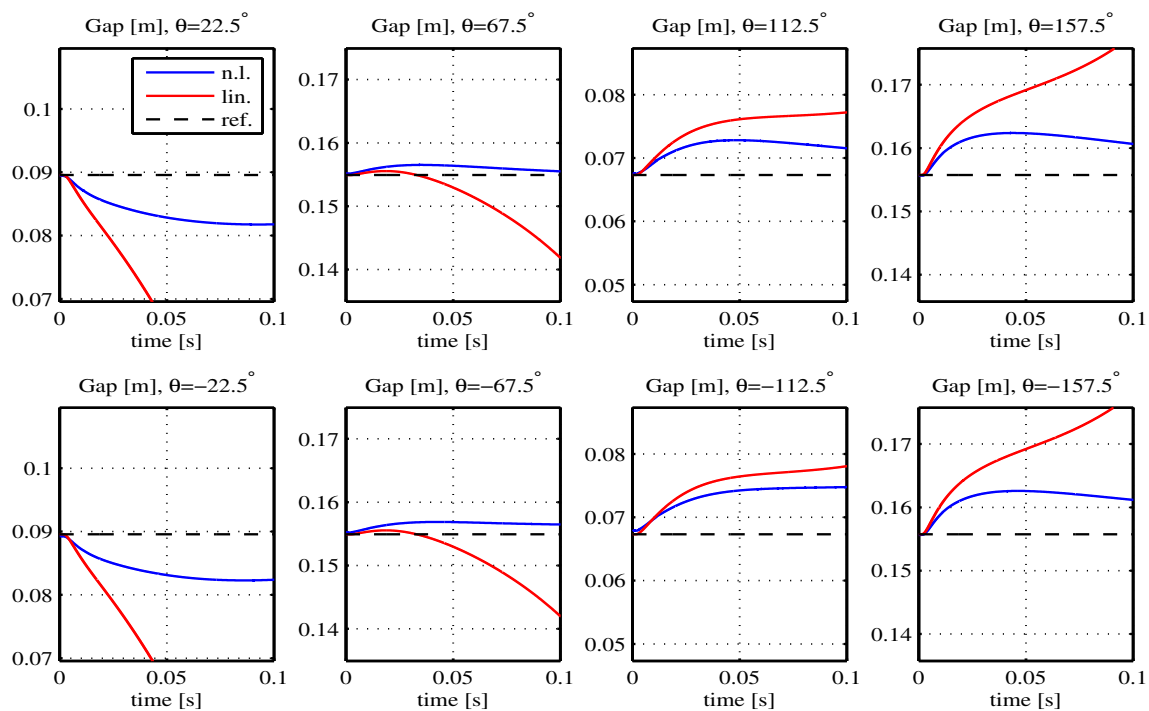 Gap [m], θ=22.5°
Gap [m], θ=67.5°
Gap [m], θ=112.5°
Gap [m], θ=157.5°
n.l.
lin.
ref.
0.1
0.09
0.08
0.07
0 0.05 0.1
time [s]
0.17
0.16
0.15
0.14
0 0.05 0.1
time [s]
0.08
0.07
0.06
0.05
0 0.05 0.1
time [s]
0.17
0.16
0.15
0.14
0 0.05 0.1
time [s]
Gap [m], θ=−22.5°
Gap [m], θ=−67.5°
Gap [m], θ=−112.5°
Gap [m], θ=−157.5°
0.1
0.09
0.08
0.07
0 0.05 0.1
time [s]
0.17
0.16
0.15
0.14
0 0.05 0.1
time [s]
0.08
0.07
0.06
0.05
0 0.05 0.1
time [s]
0.17
0.16
0.15
0.14
0 0.05 0.1
time [s]